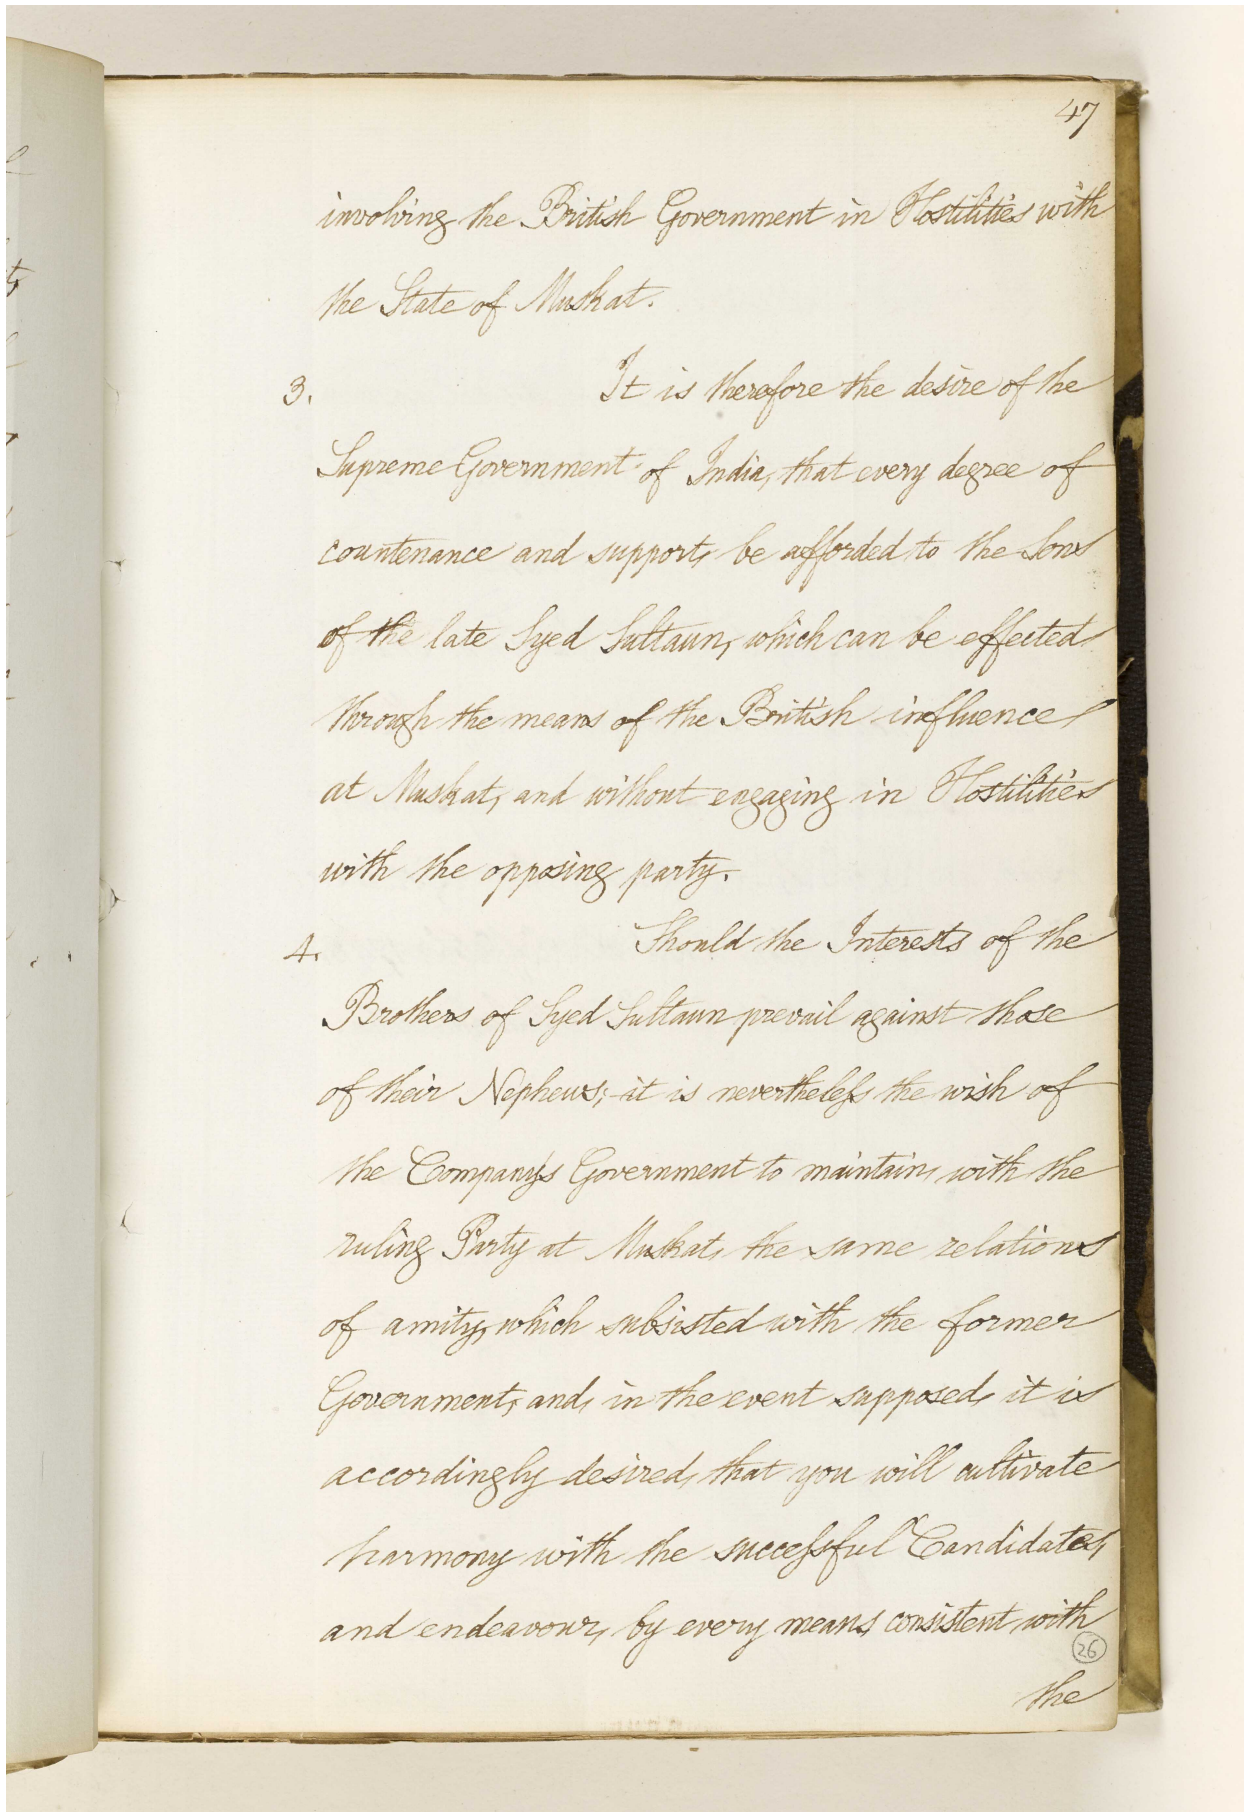 47
involving the British Government in Hostilities with
the State of Muskat.
3. It is therefore the desire of the
Supreme Government of India, that every degree of
countenance and support, be afforded to the Sons
of the late Syed Sultaun, which can be effected
through the means of the British influence
at Muskat, and without engaging in Hostilities
with the opposing party.
4. Should the Interests of the
Brothers of Syed Sultaun prevail against those
of their Nephews; it is nevertheless the wish of
the Company's Government to maintain, with the
ruling Party at Muskat, the same relations
of amity, which subsisted with the former
Government, and, in the event supposed, it is
accordingly desired, that you will cultivate
harmony with the successful Candidates,
and endeavour, by every means, consistent with
26
the